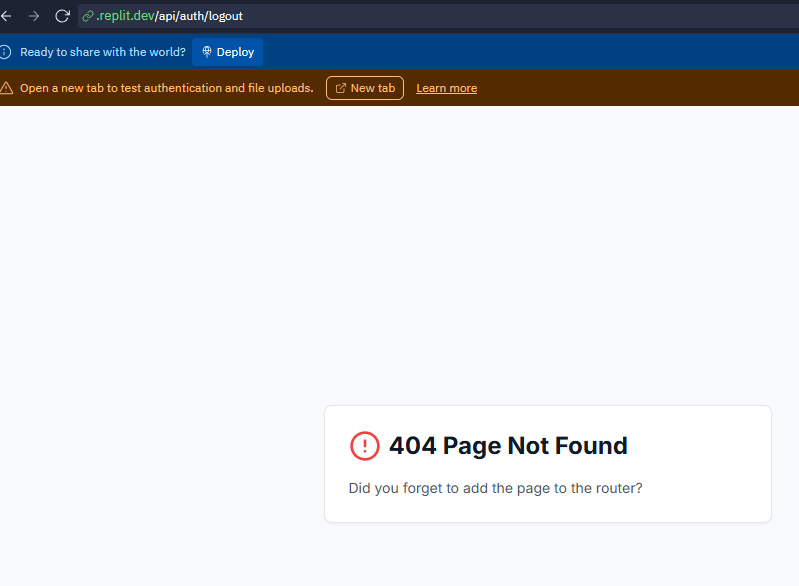 .replit.dev/api/auth/logout
Ready to share with the world? Deploy
Open a new tab to test authentication and file uploads. New tab Learn more
404 Page Not Found
Did you forget to add the page to the router?